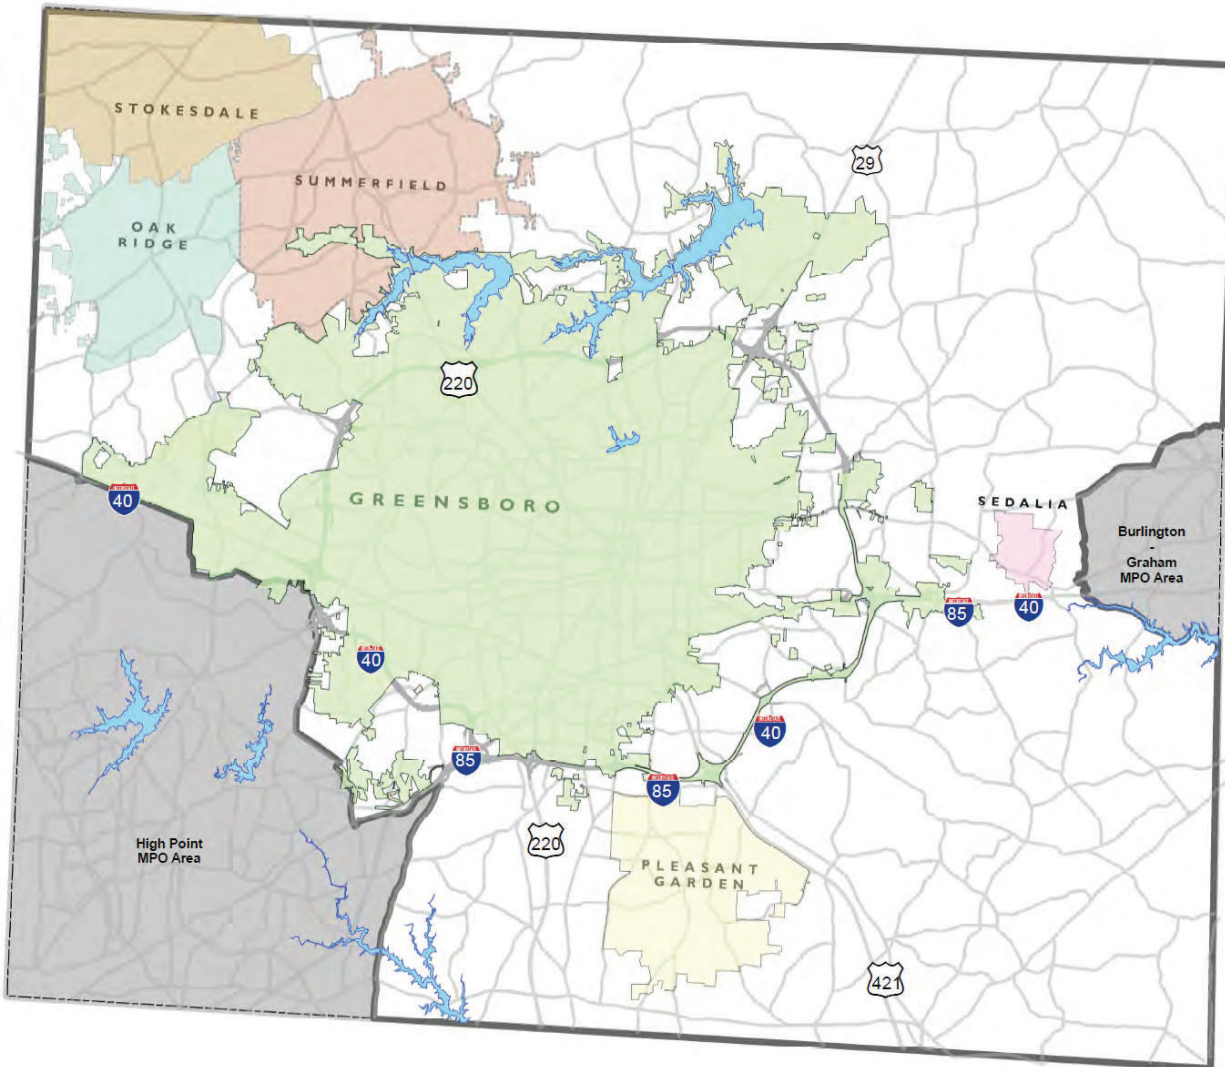 STOKESDALE
29
SUMMERFIELD
OAK
RIDGE
220
GREENSBORO
40
SEDALIA
Burlington
-
Graham
MPO Area
85
40
40
40
85
85
High Point
MPO Area
220
PLEASANT
GARDEN
421